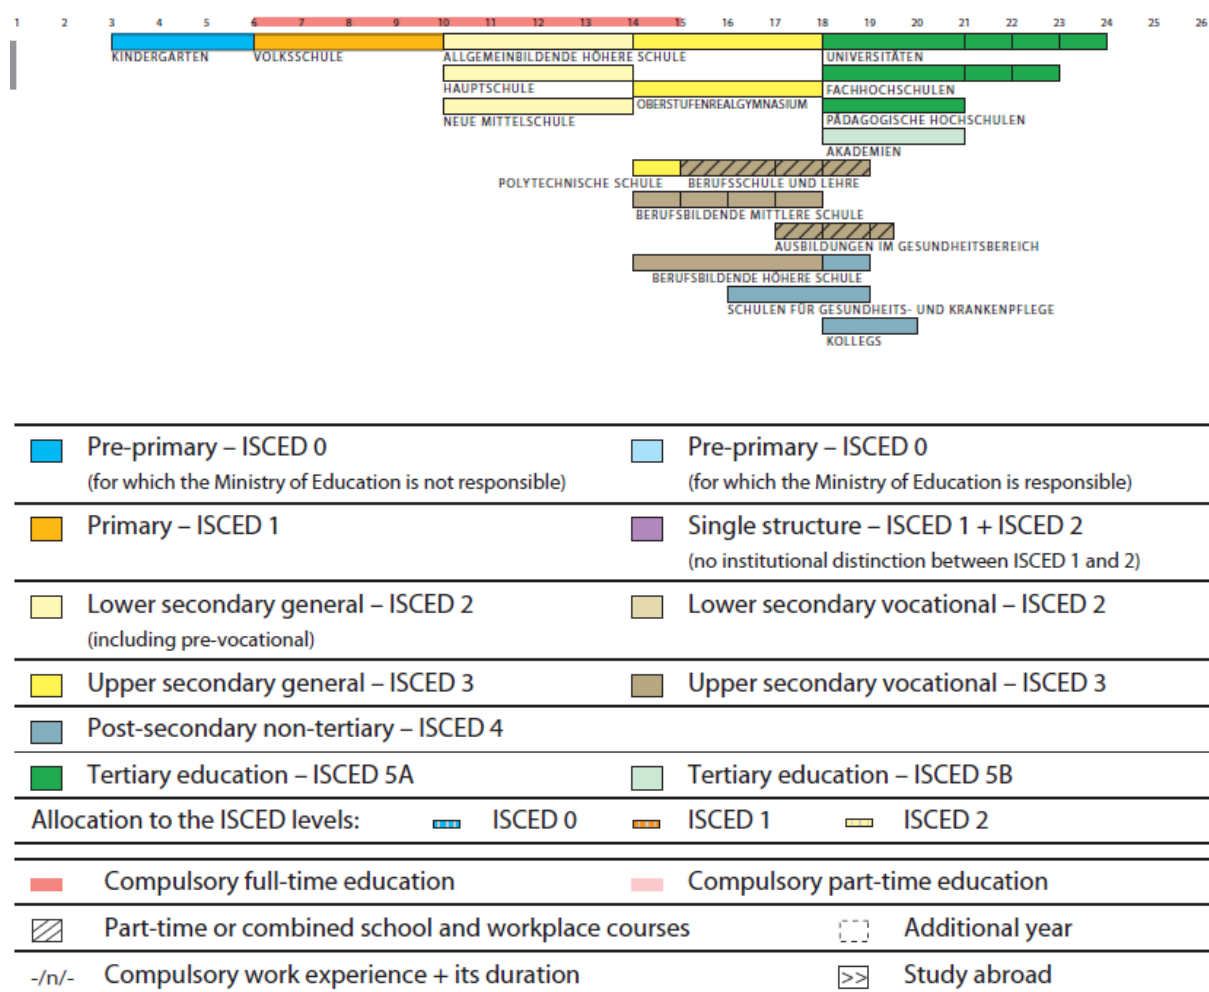 1 2 3 4 5 6 7 8 9 10 11 12 13 14 15 16 17 18 19 20 21 22 23 24 25 26
KINDERGARTEN VOLKSSCHULE ALLGEMEINBILDENDE HÖHERE SCHULE UNIVERSITÄTEN
HAUPTSCHULE FACHHOCHSCHULEN
OBERSTUFENREALGYMNASIUM
NEUE MITTELSCHULE PÄDAGOGISCHE HOCHSCHULEN
AKADEMIEN
POLYTECHNISCHE SCHULE BERUFSSCHULE UND LEHRE
BERUFSBILDENDE MITTLERE SCHULE
AUSBILDUNGEN IM GESUNDHEITSBEREICH
BERUFSBILDENDE HÖHERE SCHULE
SCHULEN FÜR GESUNDHEITS- UND KRANKENPFLEGE
KOLLEGS
Pre-primary – ISCED 0 Pre-primary – ISCED 0
(for which the Ministry of Education is not responsible) (for which the Ministry of Education is responsible)
Primary – ISCED 1 Single structure – ISCED 1 + ISCED 2
(no institutional distinction between ISCED 1 and 2)
Lower secondary general – ISCED 2 Lower secondary vocational – ISCED 2
(including pre-vocational)
Upper secondary general – ISCED 3 Upper secondary vocational – ISCED 3
Post-secondary non-tertiary – ISCED 4
Tertiary education – ISCED 5A Tertiary education – ISCED 5B
Allocation to the ISCED levels: ISCED 0 ISCED 1 ISCED 2
Compulsory full-time education Compulsory part-time education
Part-time or combined school and workplace courses Additional year
-/n/- Compulsory work experience + its duration >> Study abroad